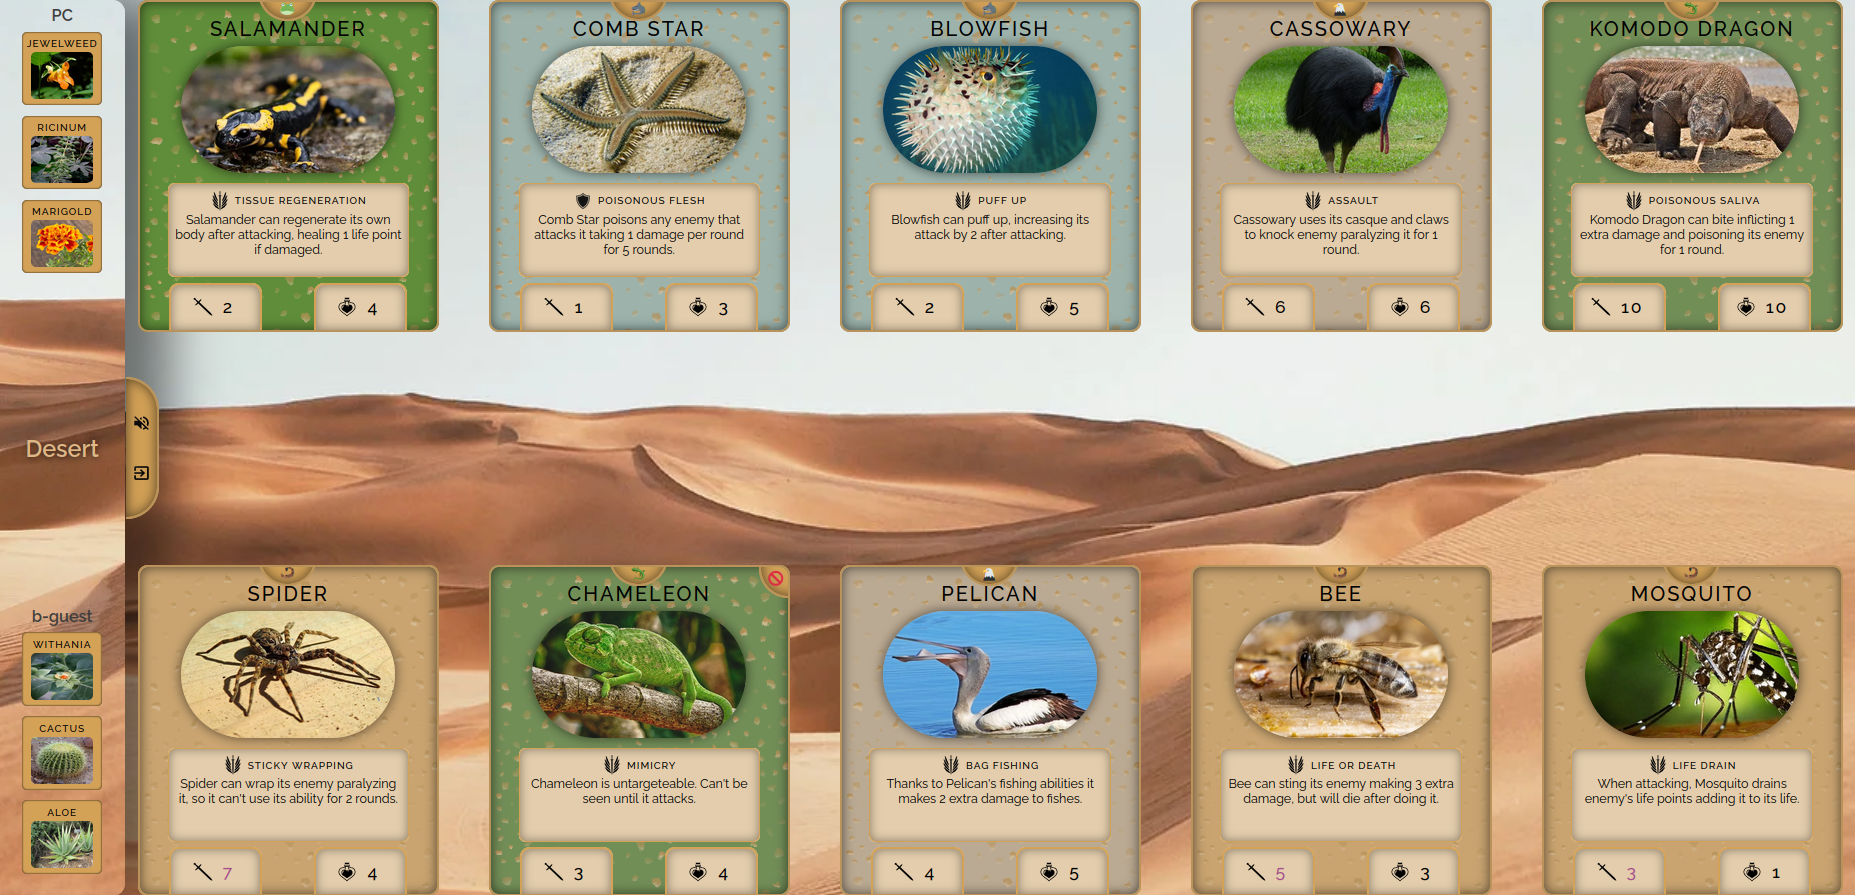 PC
JEWELWEED
RICINUM
MARIGOLD
Desert
b-guest
WITHANIA
CACTUS
ALOE
SALAMANDER
TISSUE REGENERATION
Salamander can regenerate its own
body after attacking, healing 1 life point
if damaged.
2 4
COMB STAR
POISONOUS FLESH
Comb Star poisons any enemy that
attacks it taking 1 damage per round
for 5 rounds.
1 3
BLOWFISH
PUFF UP
Blowfish can puff up, increasing its
attack by 2 after attacking.
2 5
CASSOWARY
ASSAULT
Cassowary uses its casque and claws
to knock enemy paralyzing it for 1
round.
6 6
KOMODO DRAGON
POISONOUS SALIVA
Komodo Dragon can bite inflicting 1
extra damage and poisoning its enemy
for 1 round.
10 10
SPIDER
STICKY WRAPPING
Spider can wrap its enemy paralyzing
it, so it can't use its ability for 2 rounds.
7 4
CHAMELEON
MIMICRY
Chameleon is untargeteable. Can't be
seen until it attacks.
3 4
PELICAN
BAG FISHING
Thanks to Pelican's fishing abilities it
makes 2 extra damage to fishes.
4 5
BEE
LIFE OR DEATH
Bee can sting its enemy making 3 extra
damage, but will die after doing it.
5 3
MOSQUITO
LIFE DRAIN
When attacking, Mosquito drains
enemy's life points adding it to its life.
3 1